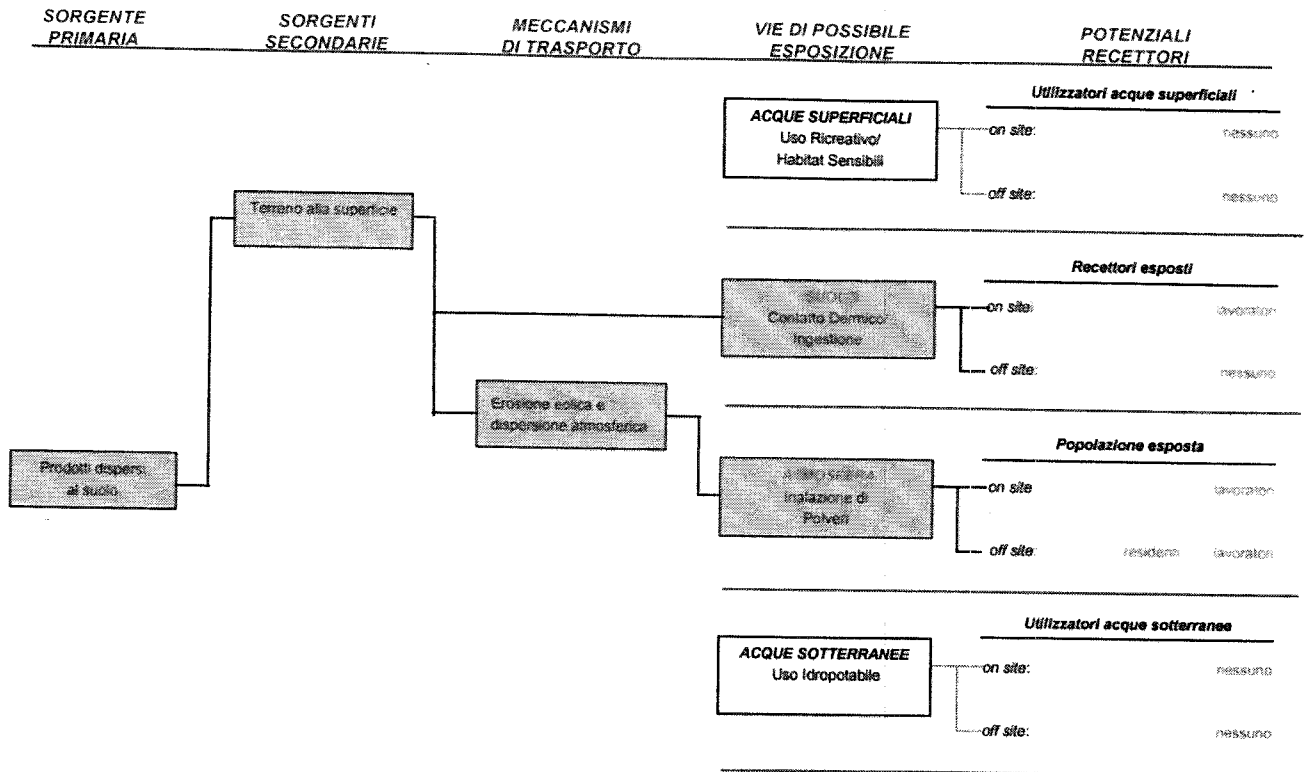 SORGENTE PRIMARIA
SORGENTI SECONDARIE
MECCANISMI DI TRASPORTO
VIE DI POSSIBILE ESPOSIZIONE
POTENZIALI RECETTORI
Utilizzatori acque superficiali
ACQUE SUPERFICIALI
Uso Ricreativo/
Habitat Sensibili
on site: nessuno
off site: nessuno
Terreno alla superficie
Recettori esposti
SUOLO
Contatto Dermico/
Ingestione
on site: lavoratori
off site: nessuno
Erosione eolica e
dispersione atmosferica
Popolazione esposta
Prodotti dispersi
al suolo
ATMOSFERA
Inalazione di
Polveri
on site lavoratori
off site: residenti lavoratori
Utilizzatori acque sotterranee
ACQUE SOTTERRANEE
Uso Idropotabile
on site: nessuno
off site: nessuno